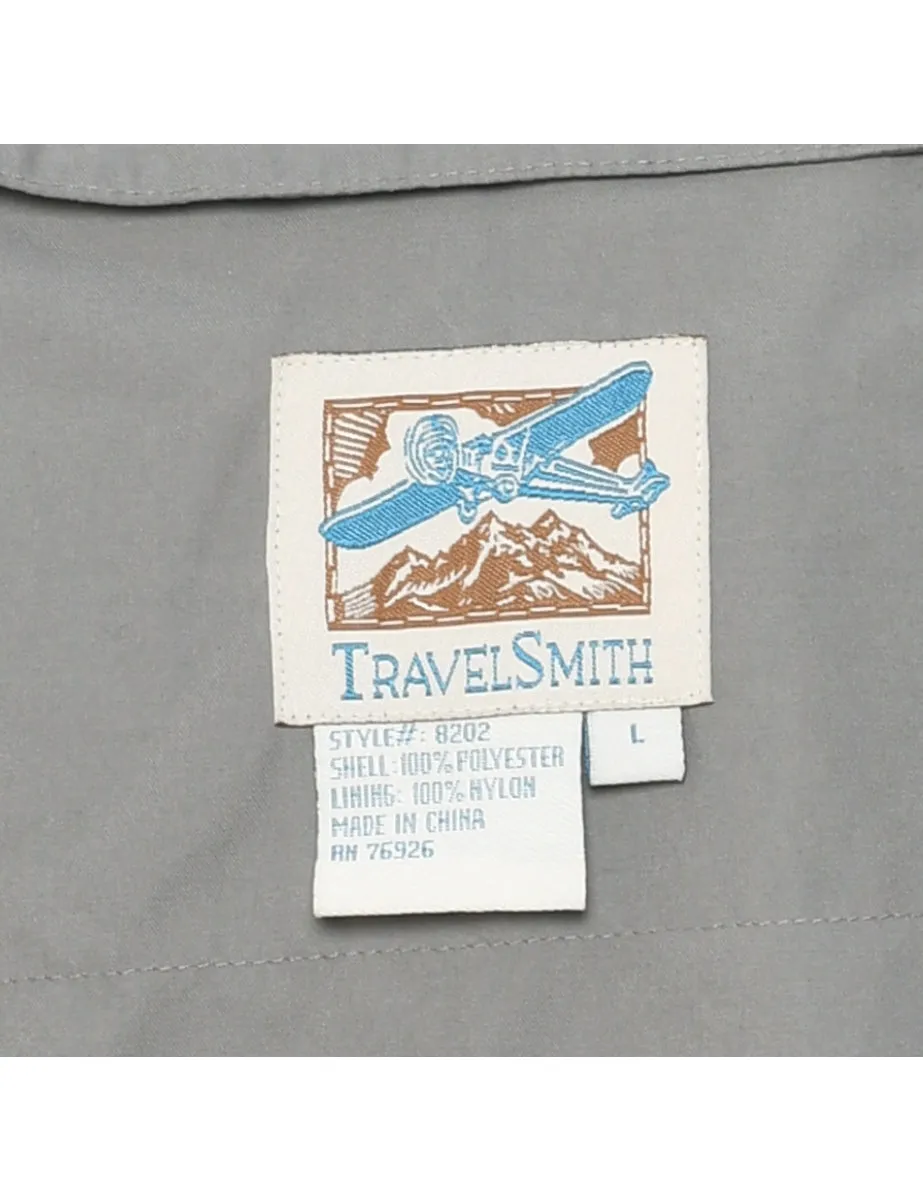 TRAVELSMITH
STYLE#: 8202
L
SHELL:100% POLYESTER
LINING: 100% NYLON
MADE IN CHINA
RN 76926